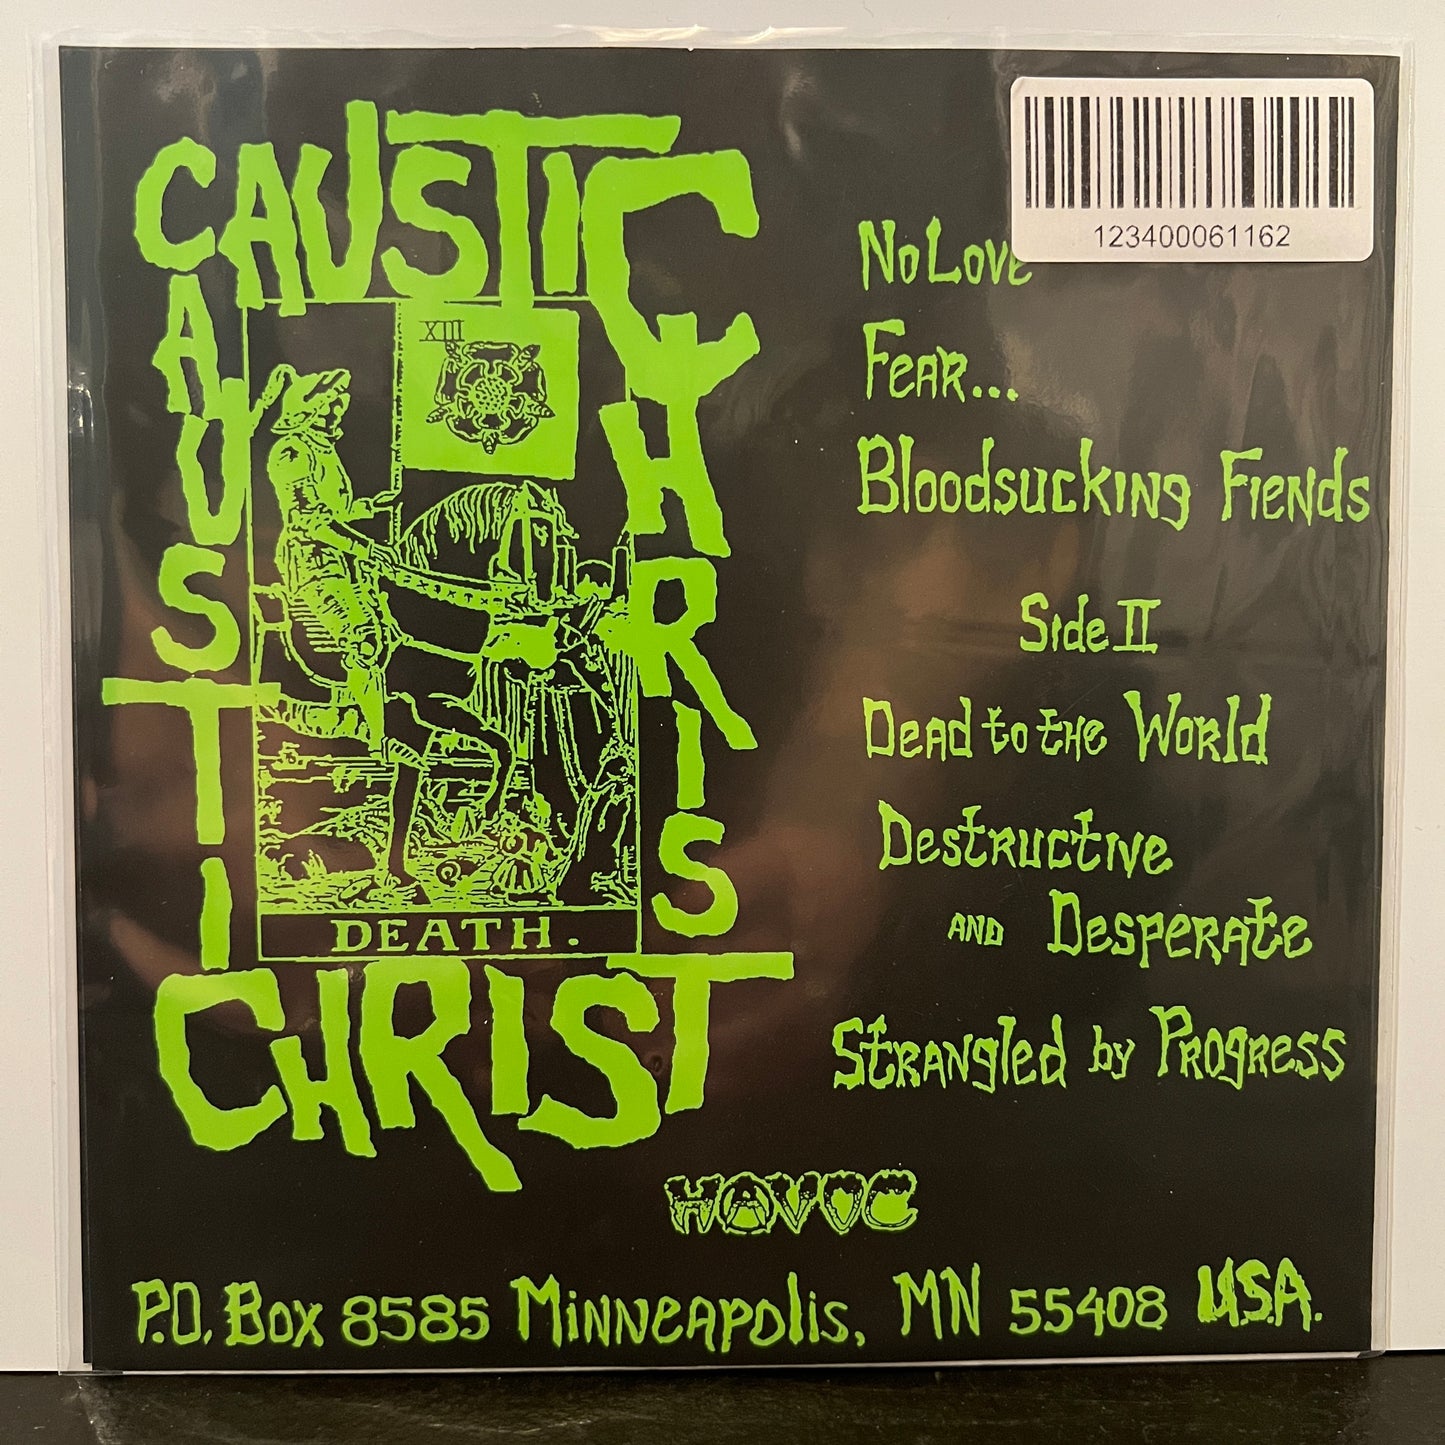 CAUSTIC
CHRIST
CAUSTIC
CHRIST
XIII
DEATH.
123400061162
No Love
Fear...
Bloodsucking Fiends
Side II
Dead to the World
Destructive
and Desperate
Strangled by Progress
HAVOC
P.O. Box 8585 Minneapolis, MN 55408 U.S.A.